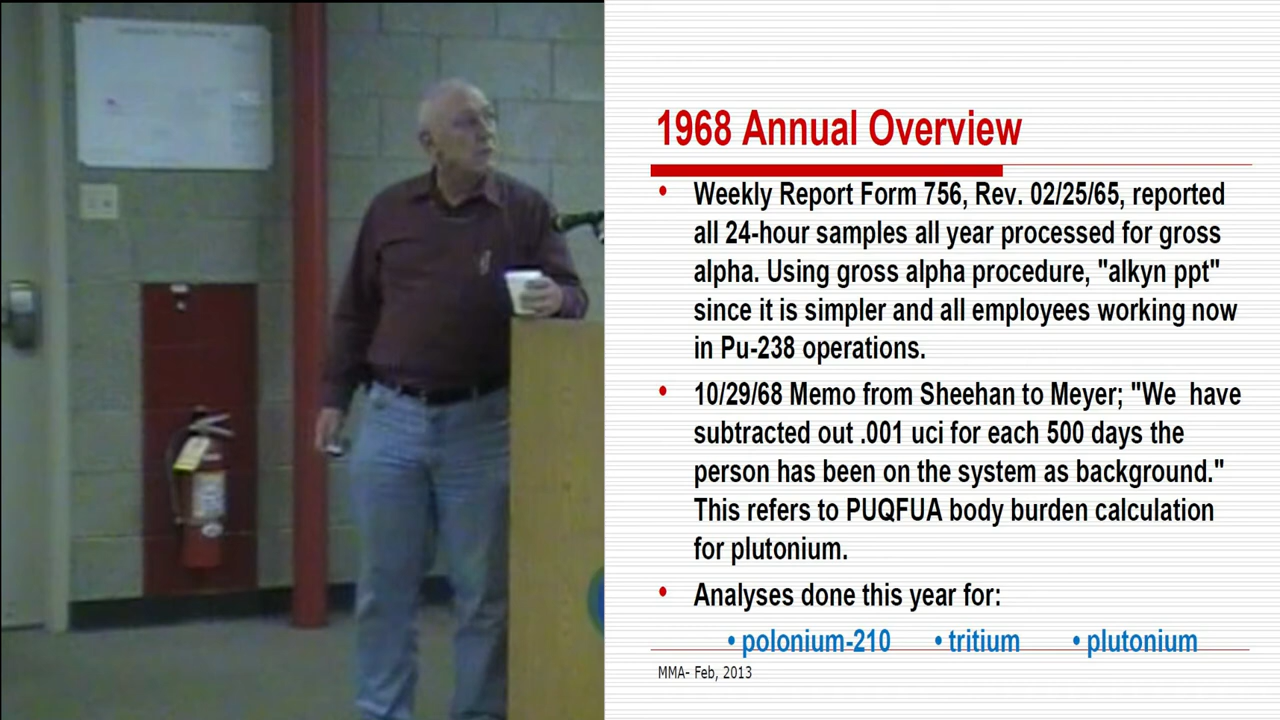 1968 Annual Overview
• Weekly Report Form 756, Rev. 02/25/65, reported
all 24-hour samples all year processed for gross
alpha. Using gross alpha procedure, "alkyn ppt"
since it is simpler and all employees working now
in Pu-238 operations.
• 10/29/68 Memo from Sheehan to Meyer; "We  have
subtracted out .001 uci for each 500 days the
person has been on the system as background."
This refers to PUQFUA body burden calculation
for plutonium.
• Analyses done this year for:
• polonium-210 • tritium • plutonium
MMA- Feb, 2013